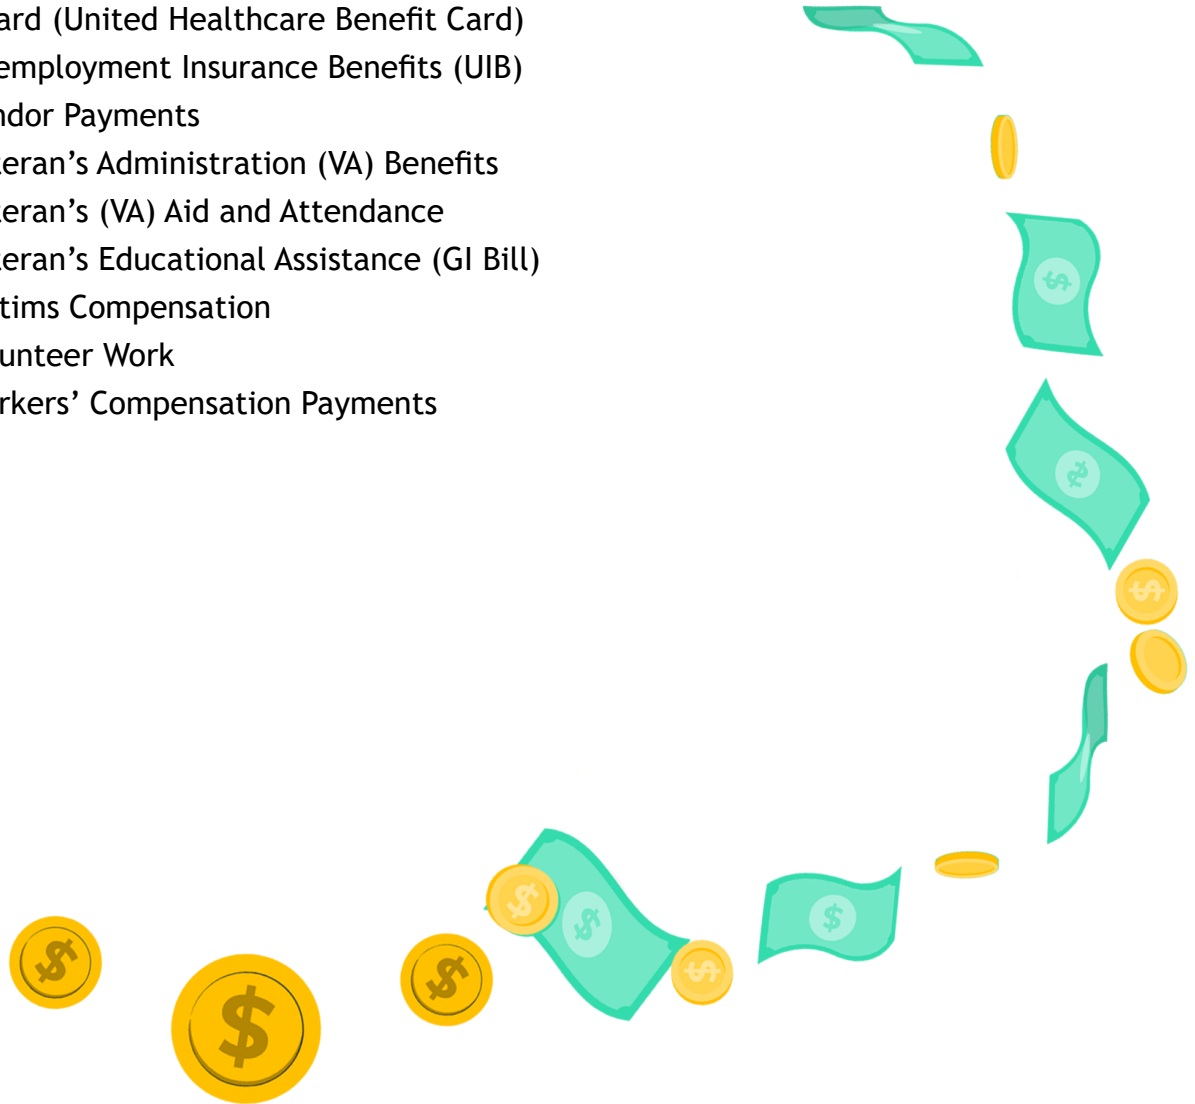 ard (United Healthcare Benefit Card)
employment Insurance Benefits (UIB)
ndor Payments
eran’s Administration (VA) Benefits
eran’s (VA) Aid and Attendance
eran’s Educational Assistance (GI Bill)
tims Compensation
unteer Work
rkers’ Compensation Payments
$
$
$
$
$
$
$
$
$